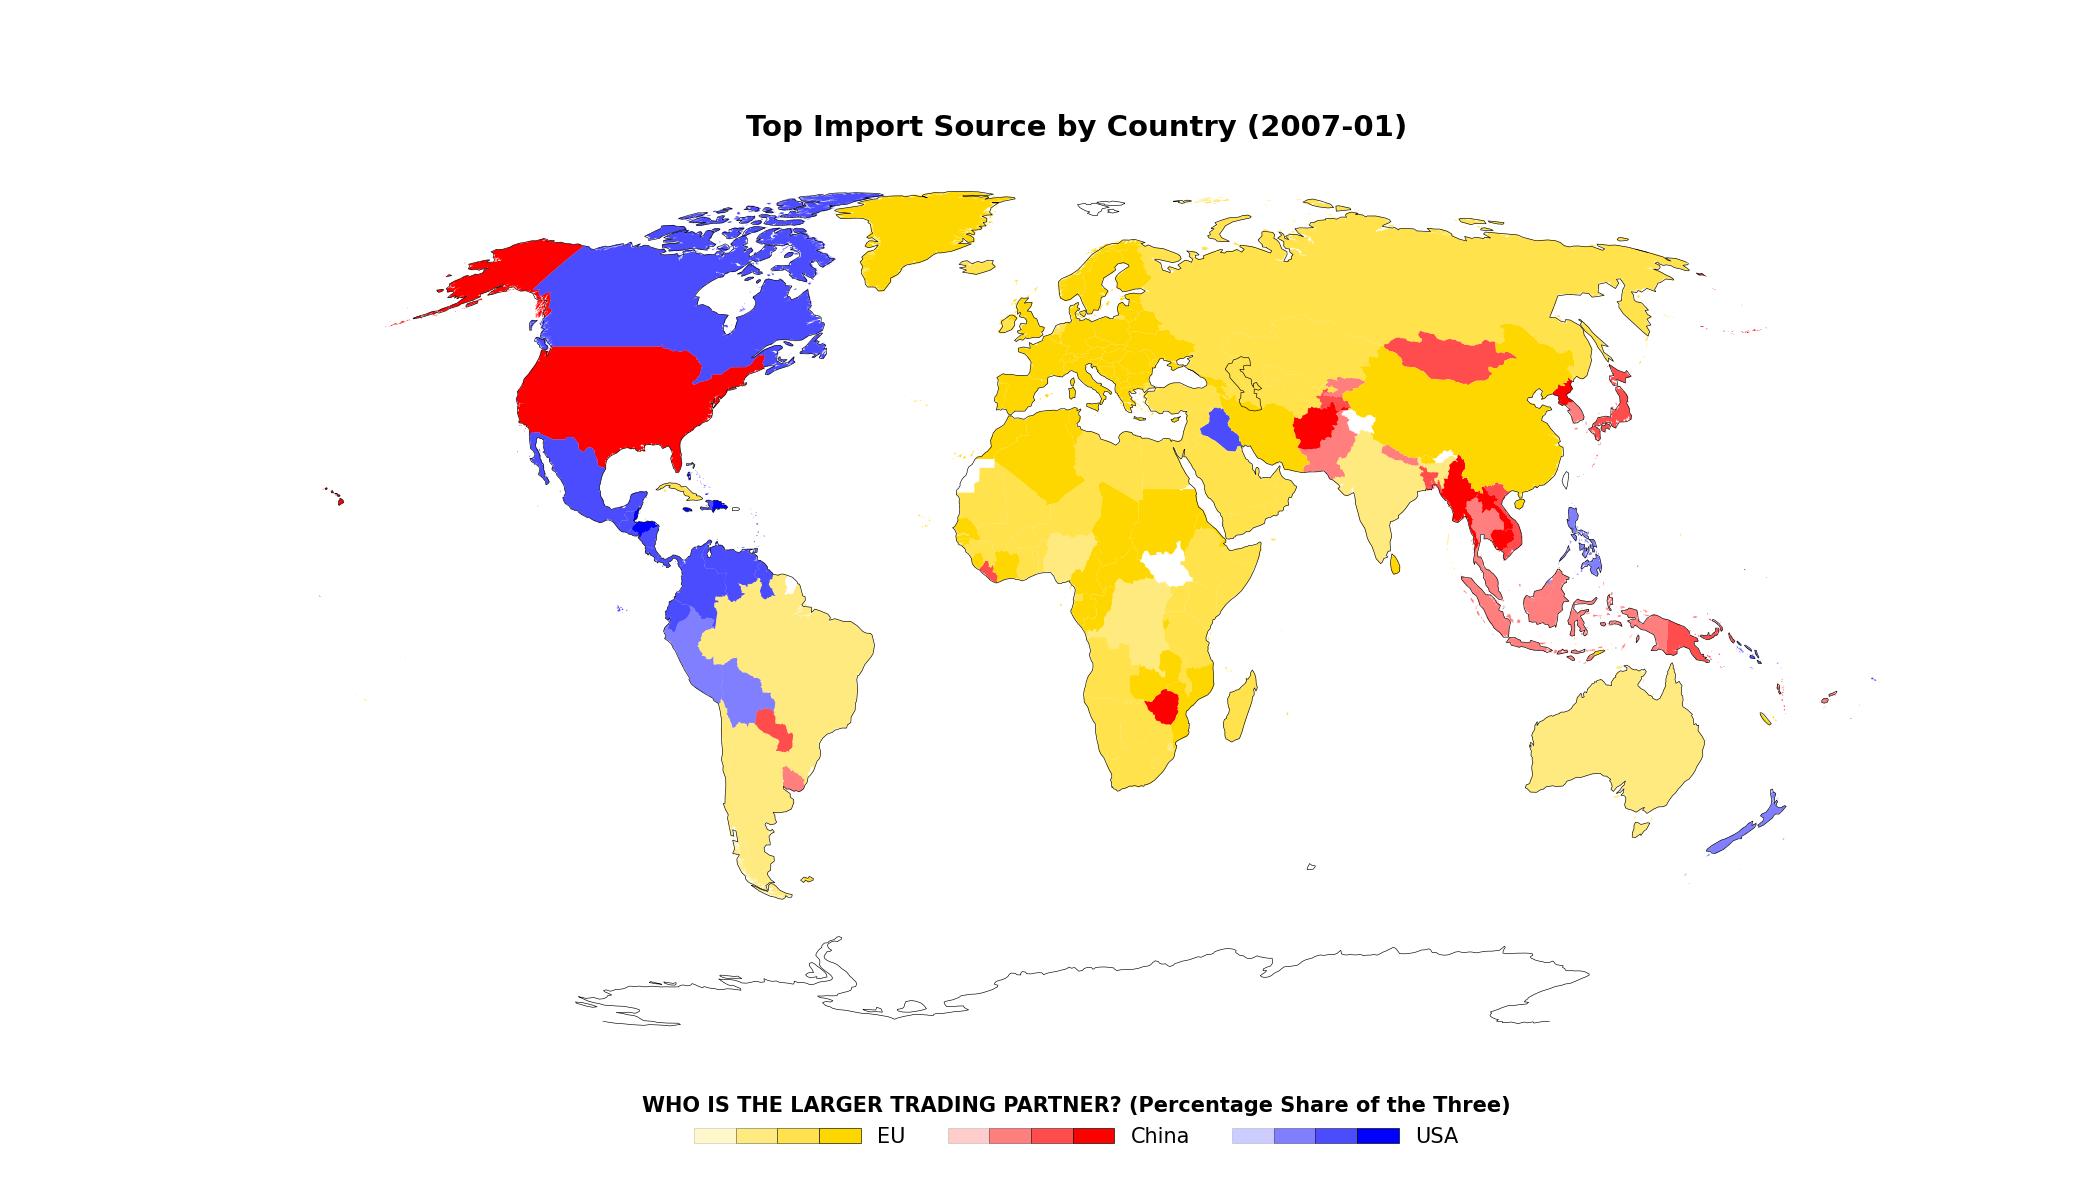 Top Import Source by Country (2007-01)
WHO IS THE LARGER TRADING PARTNER? (Percentage Share of the Three)
EU China USA